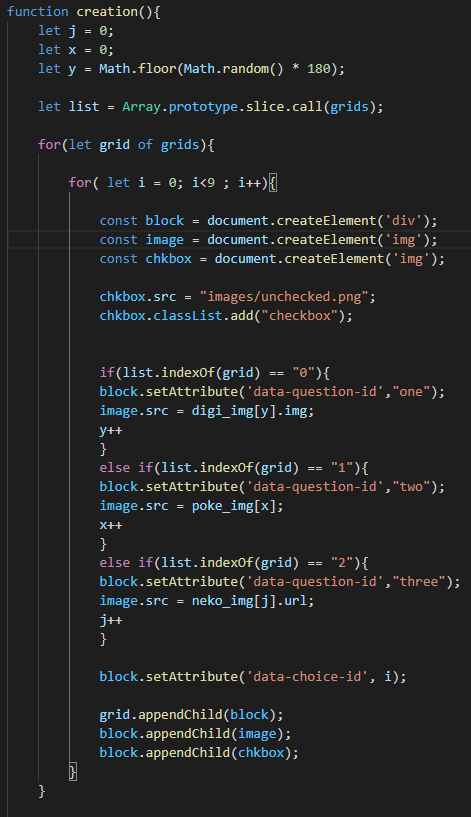 function creation(){
let j = 0;
let x = 0;
let y = Math.floor(Math.random() * 180);
let list = Array.prototype.slice.call(grids);
for(let grid of grids){
for( let i = 0; i<9 ; i++){
const block = document.createElement('div');
const image = document.createElement('img');
const chkbox = document.createElement('img');
chkbox.src = "images/unchecked.png";
chkbox.classList.add("checkbox");
if(list.indexOf(grid) == "0"){
block.setAttribute('data-question-id',"one");
image.src = digi_img[y].img;
y++
}
else if(list.indexOf(grid) == "1"){
block.setAttribute('data-question-id',"two");
image.src = poke_img[x];
x++
}
else if(list.indexOf(grid) == "2"){
block.setAttribute('data-question-id',"three");
image.src = neko_img[j].url;
j++
}
block.setAttribute('data-choice-id', i);
grid.appendChild(block);
block.appendChild(image);
block.appendChild(chkbox);
}
}